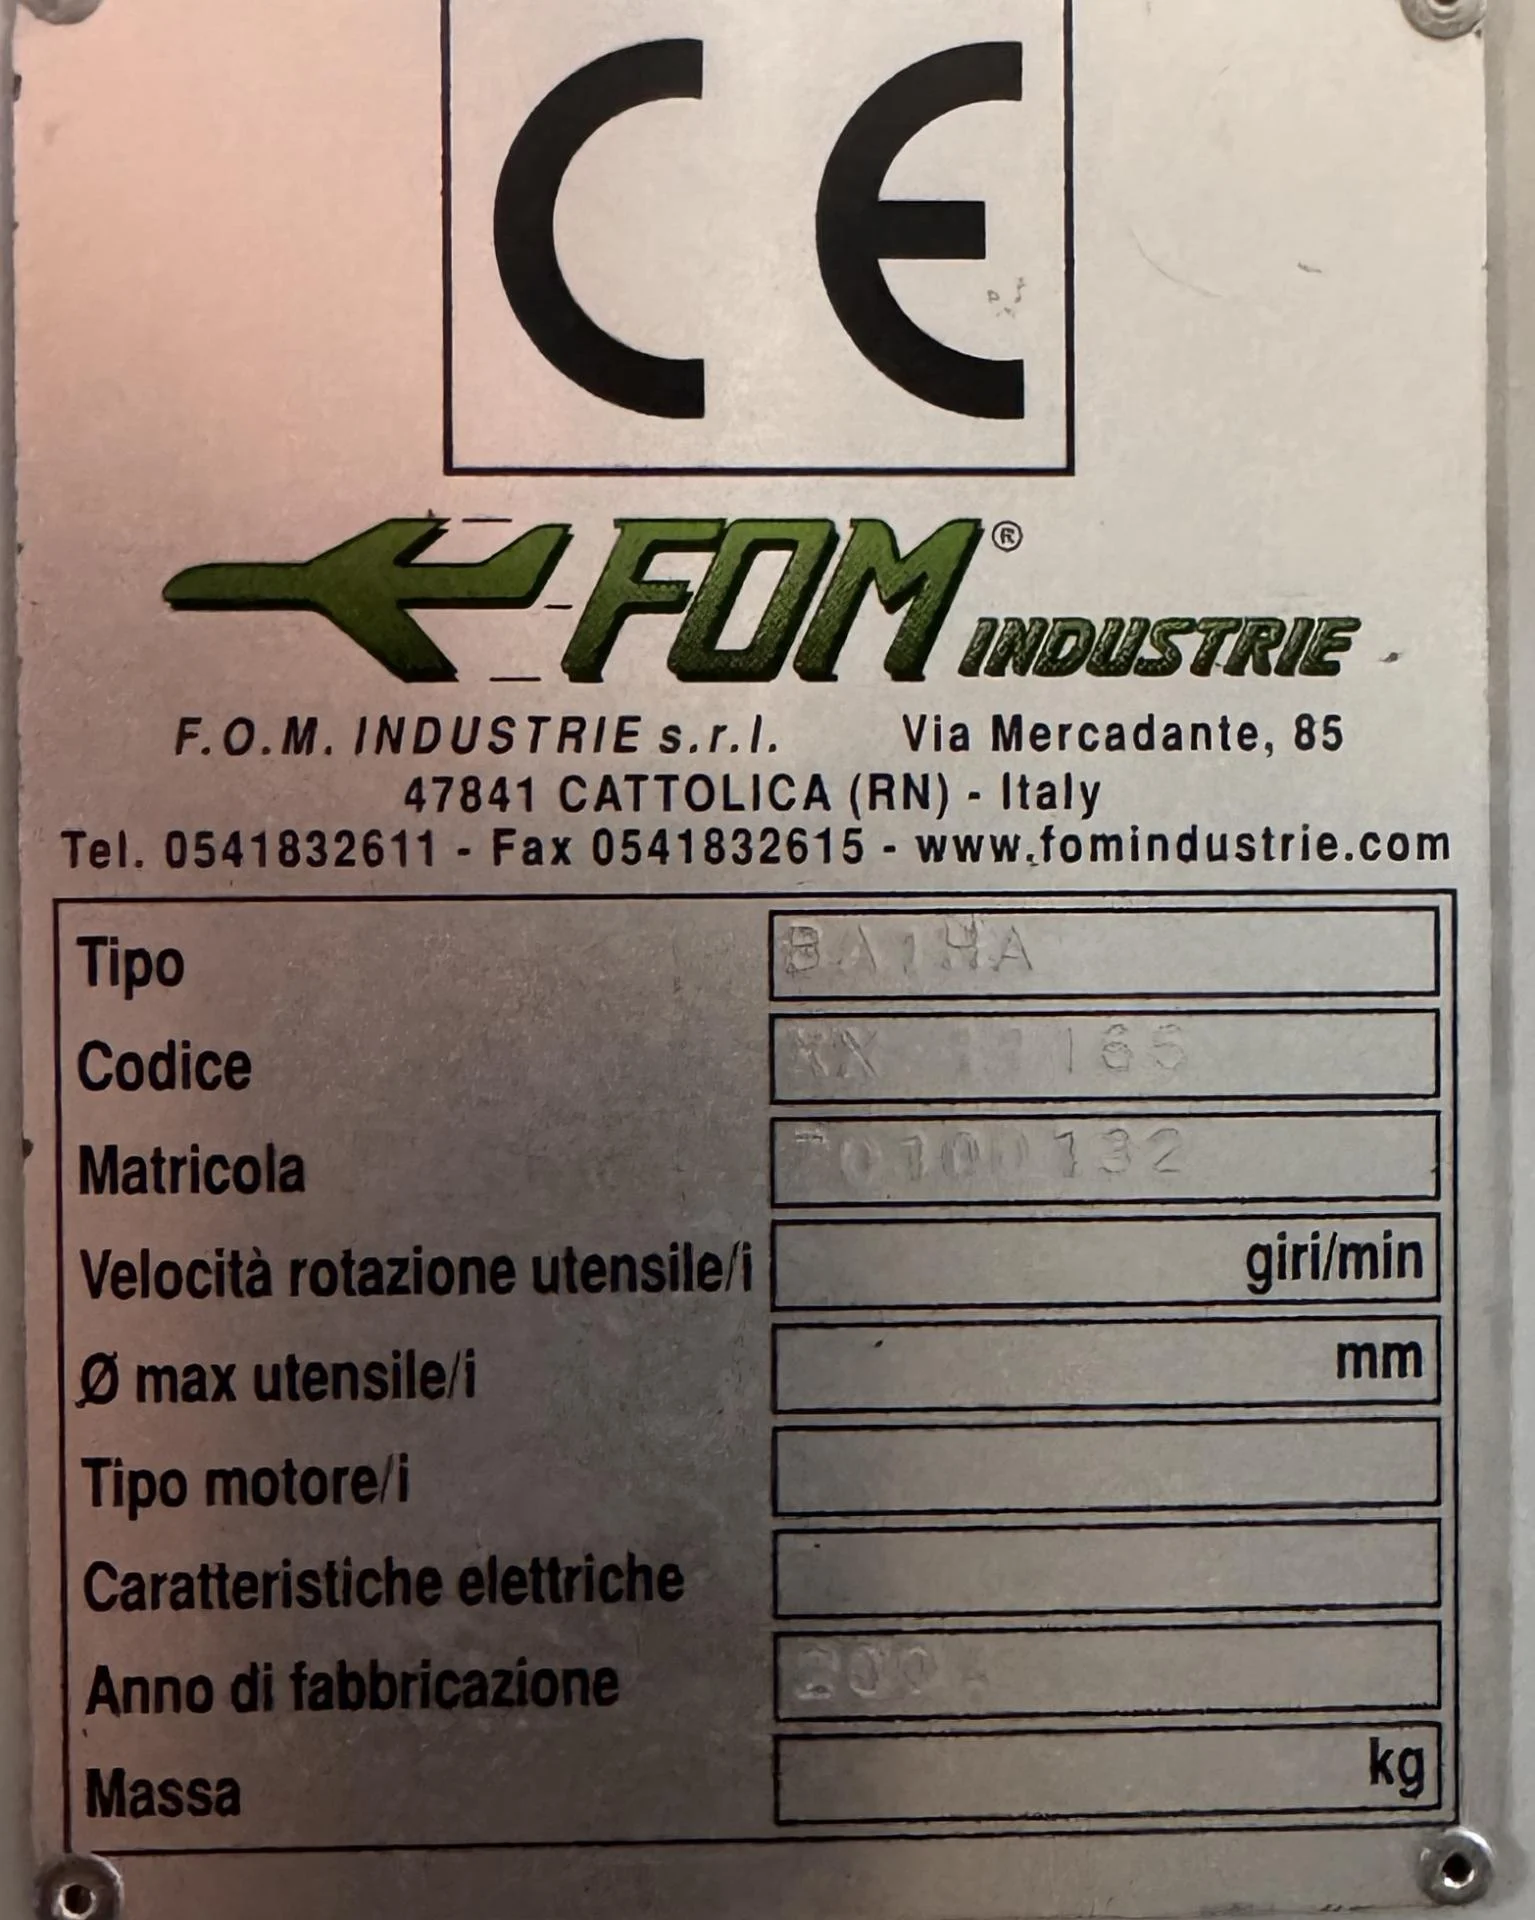 CE
FOM® INDUSTRIE
F.O.M. INDUSTRIE s.r.l. Via Mercadante, 85
47841 CATTOLICA (RN) - Italy
Tel. 0541832611 - Fax 0541832615 - www.fomindustrie.com
Tipo
Codice
Matricola
Velocità rotazione utensile/i giri/min
Ø max utensile/i mm
Tipo motore/i
Caratteristiche elettriche
Anno di fabbricazione
Massa kg